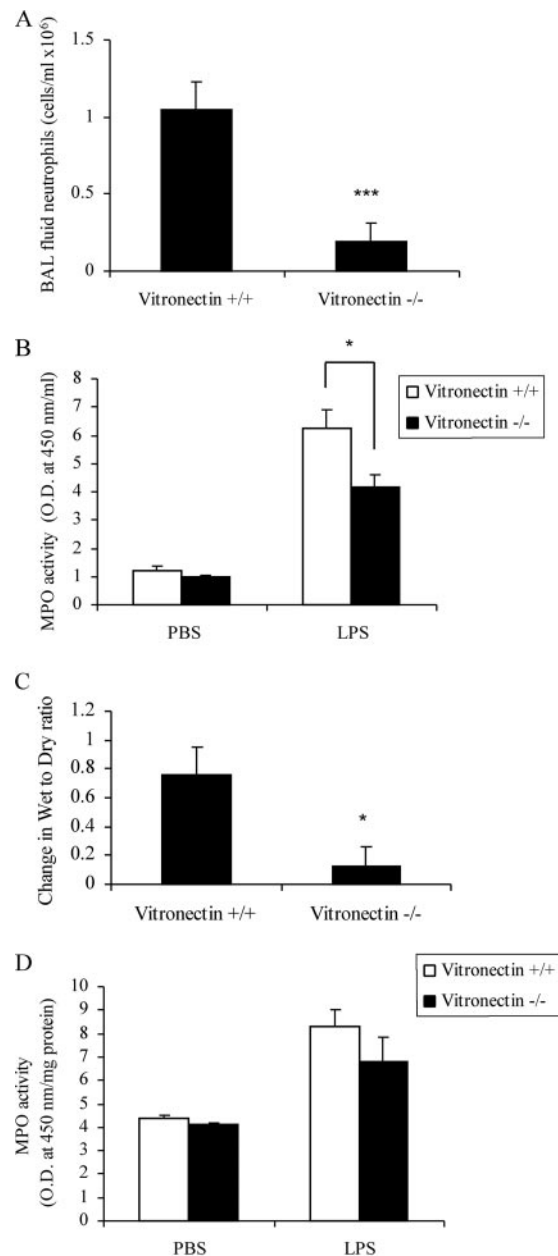 A
BAL fluid neutrophils (cells/ml x10⁶)
1.5
1
0.5
0
***
Vitronectin +/+
Vitronectin -/-
B
MPO activity (O.D. at 450 nm/ml)
8
7
6
5
4
3
2
1
0
*
Vitronectin +/+
Vitronectin -/-
PBS
LPS
C
Change in Wet to Dry ratio
1.2
1
0.8
0.6
0.4
0.2
0
*
Vitronectin +/+
Vitronectin -/-
D
MPO activity
(O.D. at 450 nm/mg protein)
10
9
8
7
6
5
4
3
2
1
0
Vitronectin +/+
Vitronectin -/-
PBS
LPS